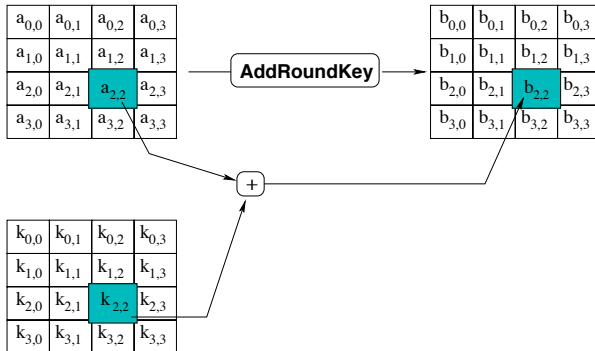 a0,0 a0,1 a0,2 a0,3
a1,0 a1,1 a1,2 a1,3
a2,0 a2,1 a2,2 a2,3
a3,0 a3,1 a3,2 a3,3
AddRoundKey
b0,0 b0,1 b0,2 b0,3
b1,0 b1,1 b1,2 b1,3
b2,0 b2,1 b2,2 b2,3
b3,0 b3,1 b3,2 b3,3
+
k0,0 k0,1 k0,2 k0,3
k1,0 k1,1 k1,2 k1,3
k2,0 k2,1 k2,2 k2,3
k3,0 k3,1 k3,2 k3,3